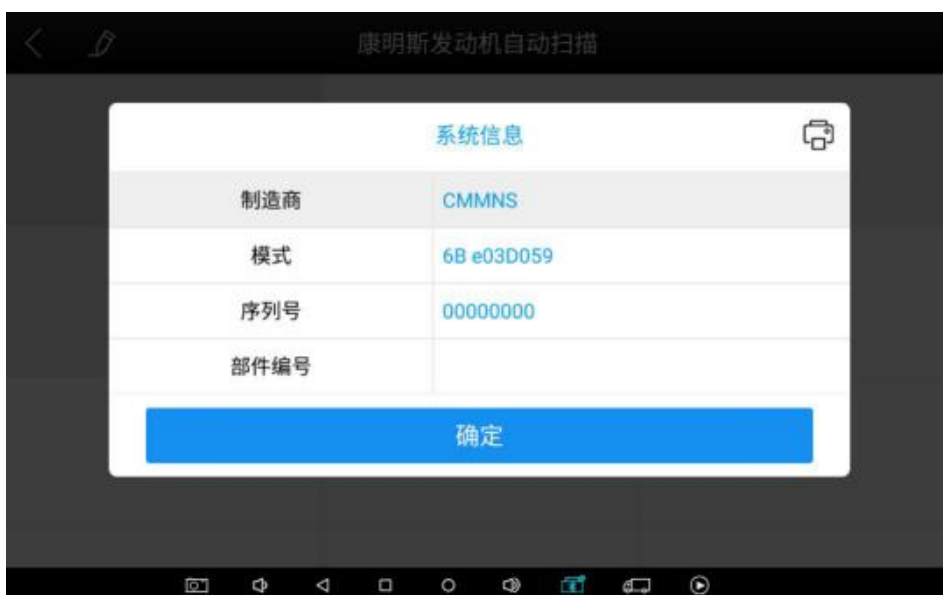 康明斯发动机自动扫描
系统信息
制造商 CMMNS
模式 6B e03D059
序列号 00000000
部件编号
确定